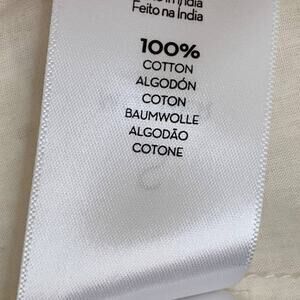 Feito na Índia
100%
COTTON
ALGODÓN
COTON
BAUMWOLLE
ALGODÃO
COTONE